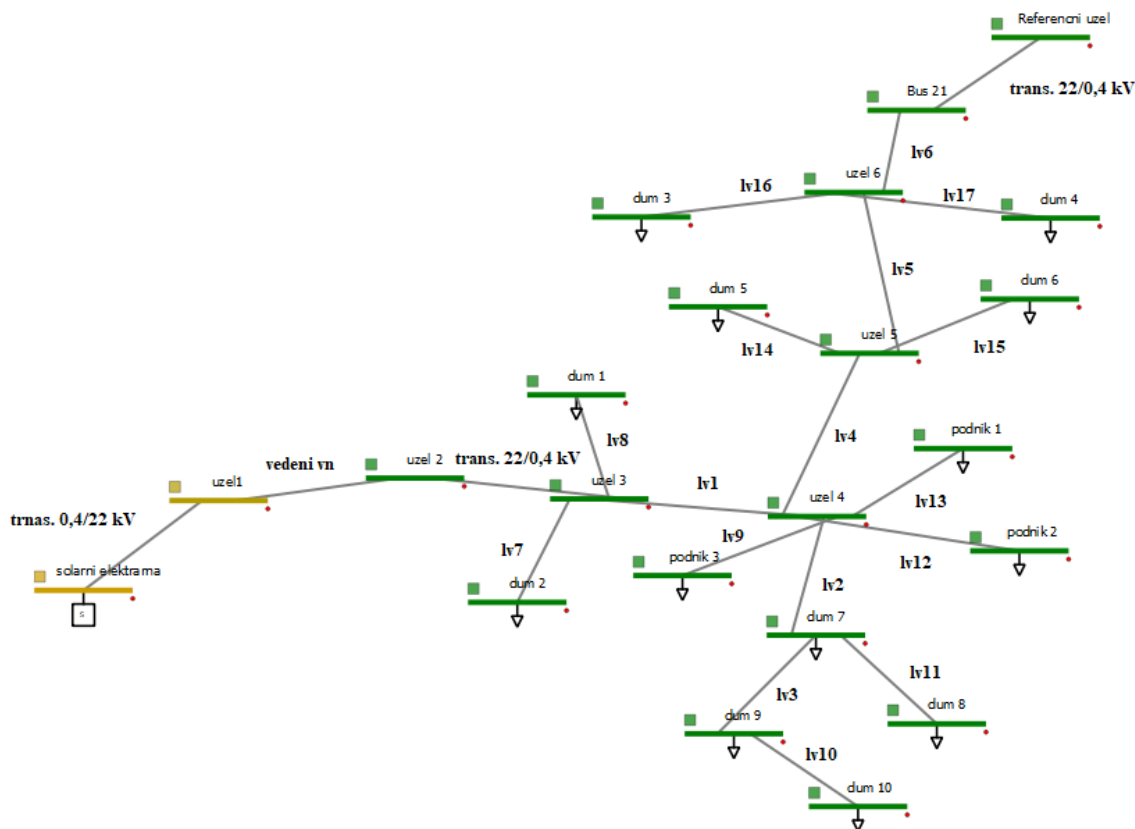 Referencni uzel
trans. 22/0,4 kV
Bus 21
lv6
uzel 6
lv16
lv17
dum 3
dum 4
lv5
dum 5
dum 6
lv14
lv15
uzel 5
dum 1
lv8
lv4
podnik 1
uzel 2
trans. 22/0,4 kV
vedeni vn
uzel1
uzel 3
lv1
uzel 4
lv13
trnas. 0,4/22 kV
lv7
lv9
podnik 3
lv12
podnik 2
solarni elektrarna
s
dum 2
lv2
dum 7
lv11
lv3
dum 9
dum 8
lv10
dum 10